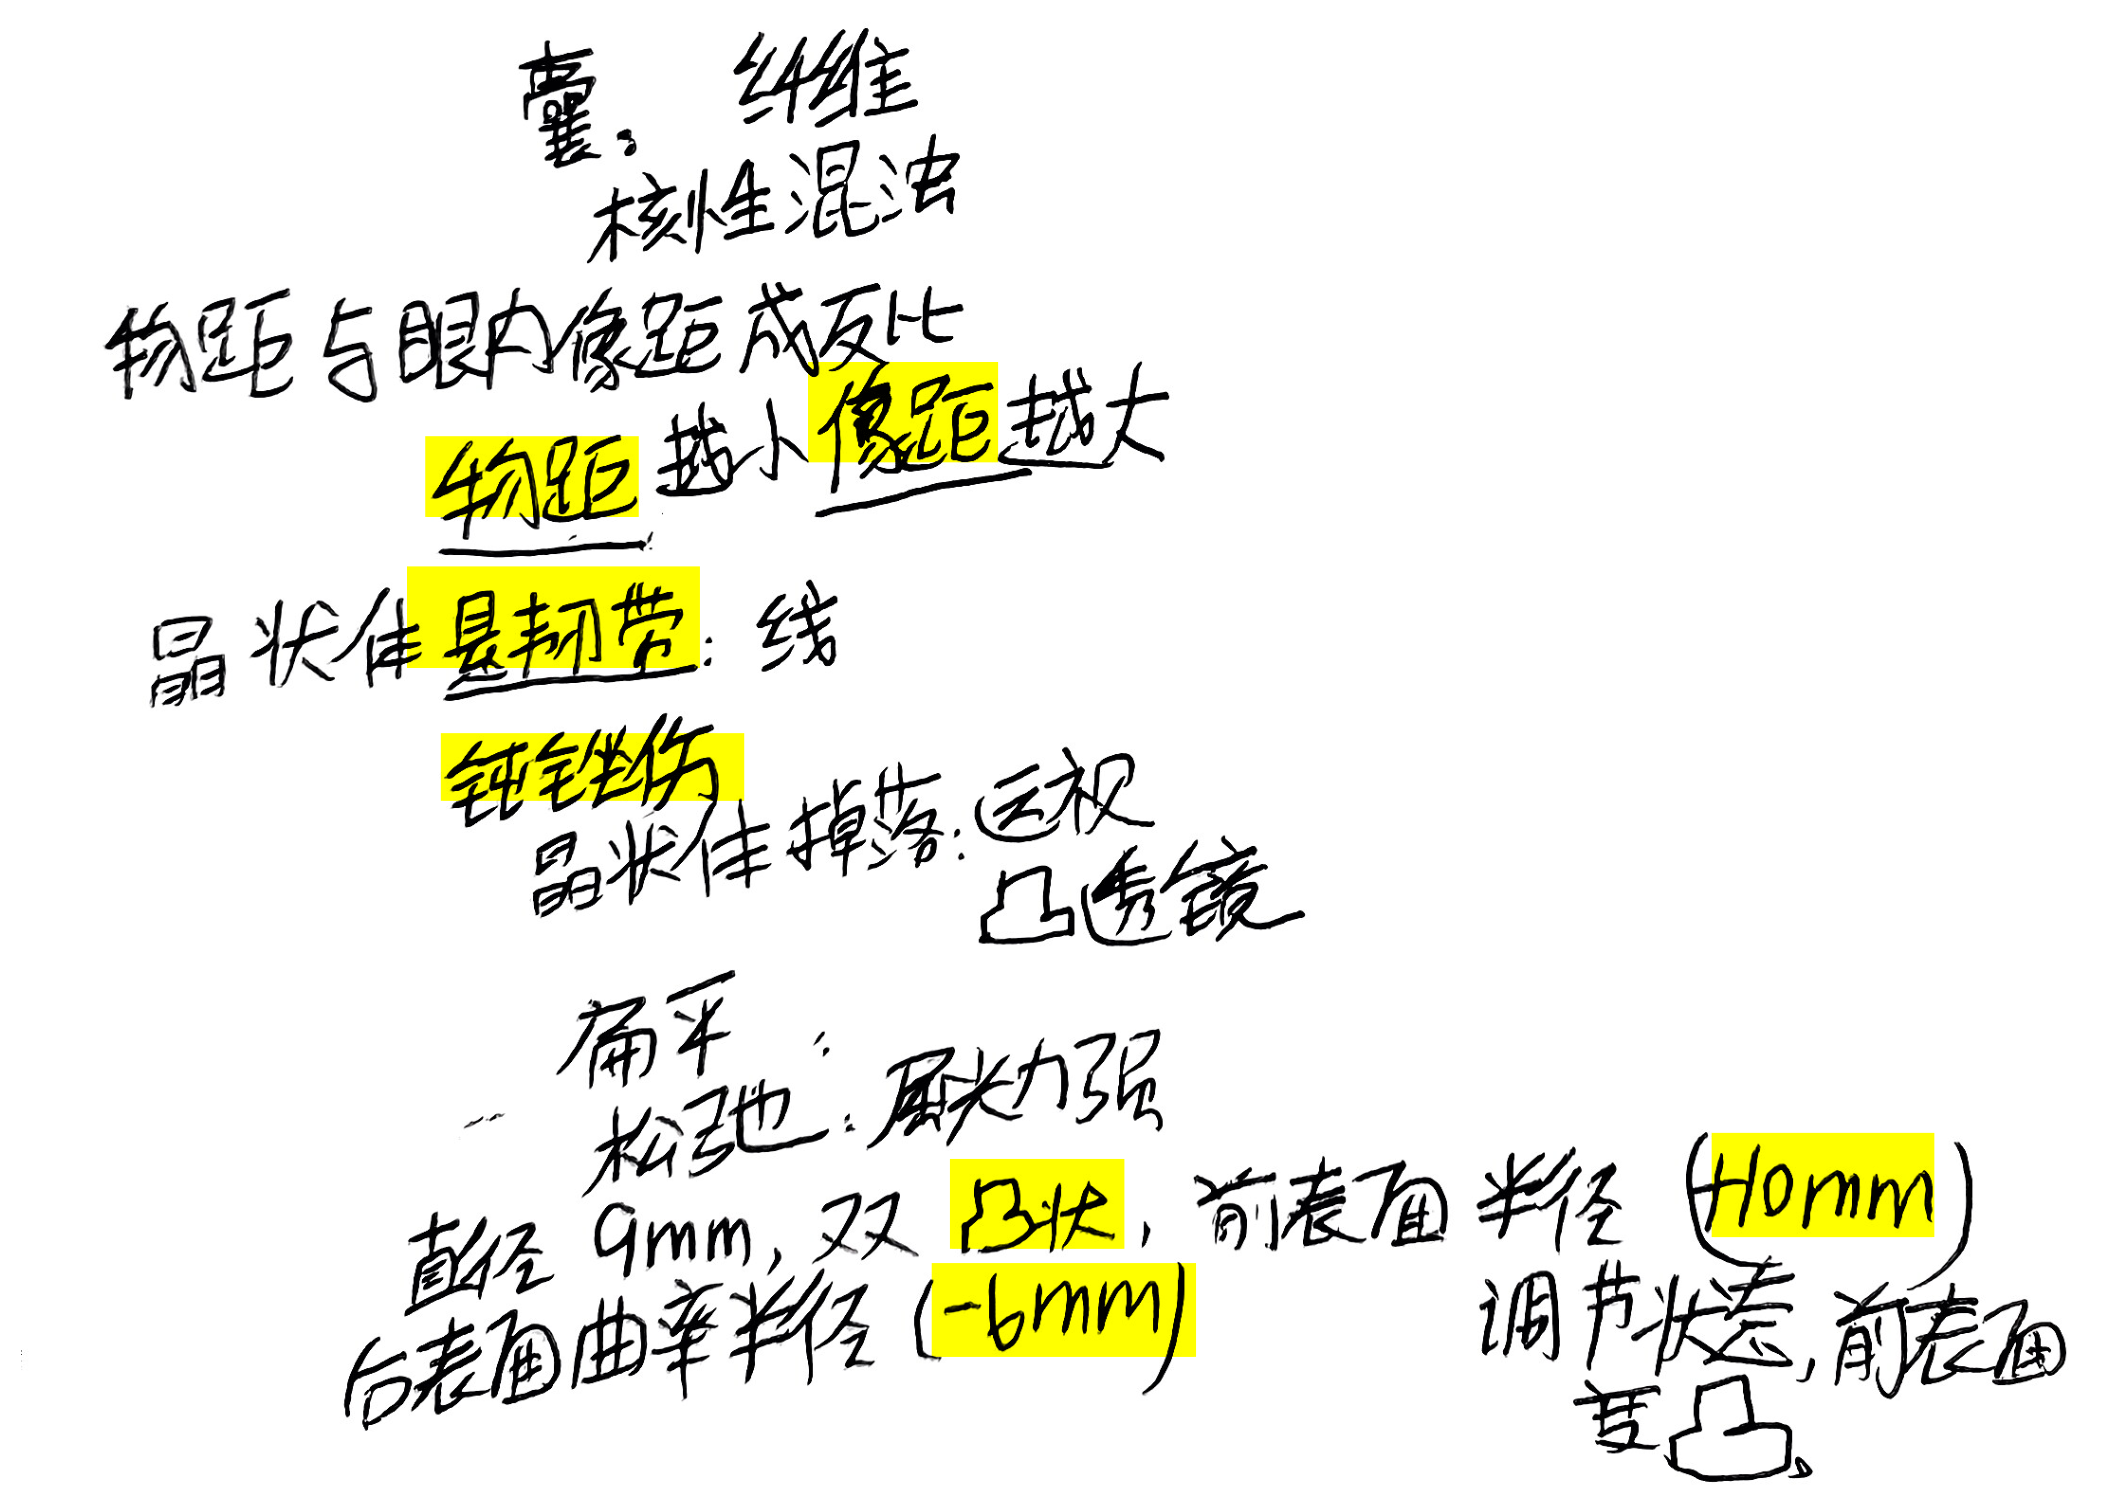 囊：纤维
核性混浊
物距与眼内像距成反比
物距越小像距越大
晶状体悬韧带：线
钝锉伤
晶状体掉落：远视
凸透镜
扁平：
松弛：屈光力强
直径 9mm，双凸状，前表面半径（+10mm）
后表面曲率半径（-6mm）
调节状态，前表面
变凸、